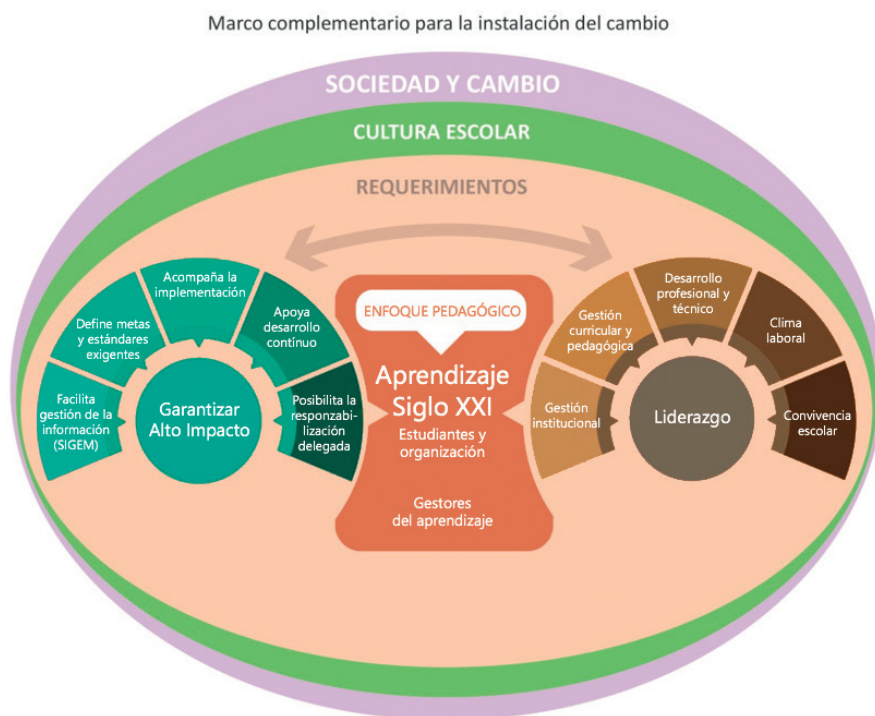 Marco complementario para la instalación del cambio
SOCIEDAD Y CAMBIO
CULTURA ESCOLAR
REQUERIMIENTOS
Facilita
gestión de la
información
(SIGEM)
Define metas
y estándares
exigentes
Acompaña la
implementación
Apoya
desarrollo
contínuo
Posibilita la
responzabi-
lización
delegada
Garantizar
Alto Impacto
ENFOQUE PEDAGÓGICO
Aprendizaje
Siglo XXI
Estudiantes y
organización
Gestores
del aprendizaje
Gestión
institucional
Gestión
curricular y
pedagógica
Desarrollo
profesional y
técnico
Clima
laboral
Convivencia
escolar
Liderazgo